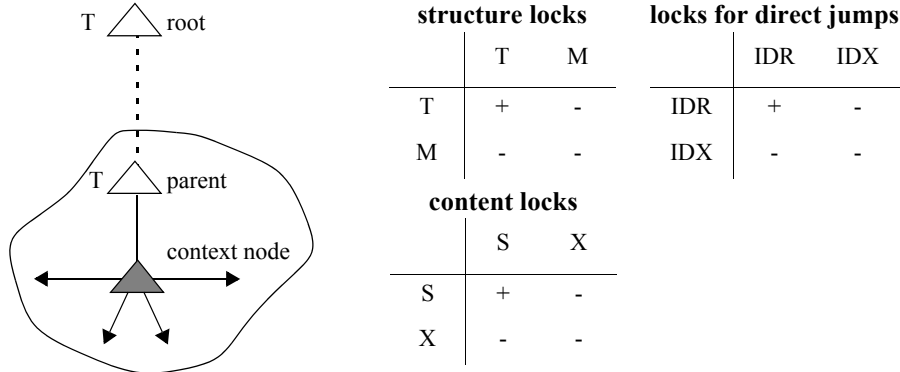 T root
T parent
context node
structure locks
T M
T + -
M - -
locks for direct jumps
IDR IDX
IDR + -
IDX - -
content locks
S X
S + -
X - -